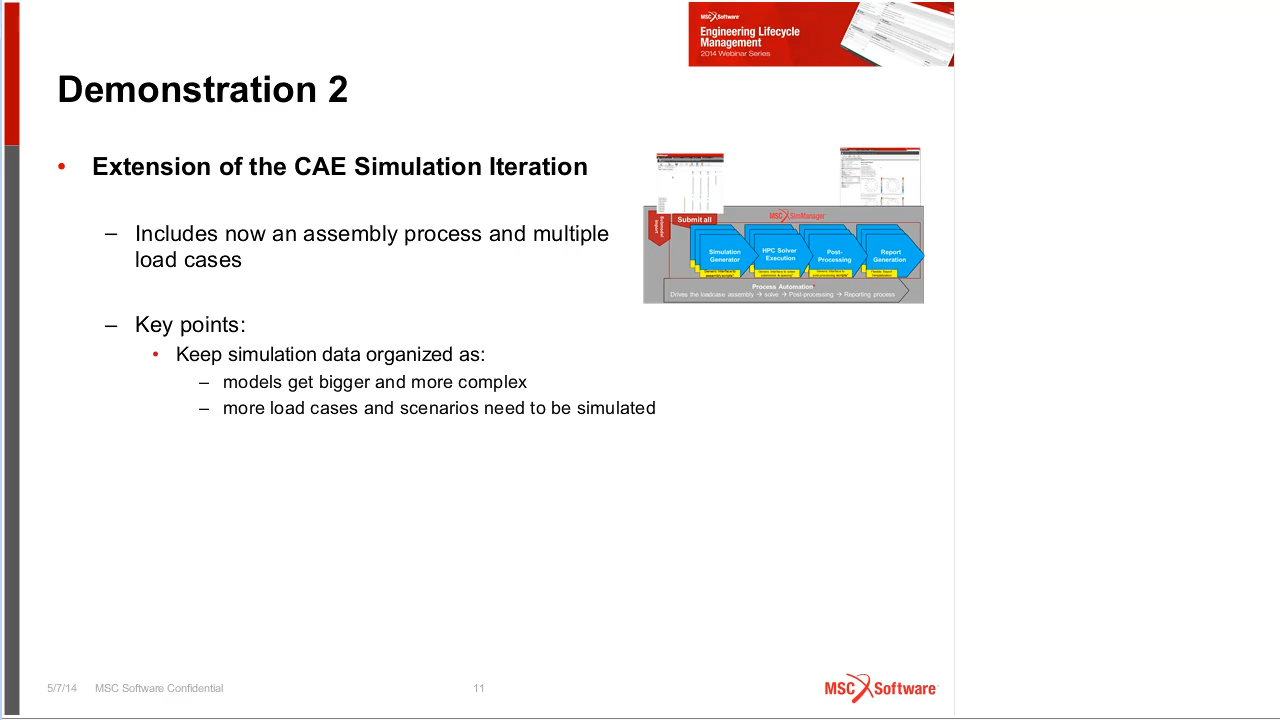 MSC Software
Engineering Lifecycle
Management
2014 Webinar Series
Demonstration 2
• Extension of the CAE Simulation Iteration
– Includes now an assembly process and multiple
load cases
– Key points:
• Keep simulation data organized as:
– models get bigger and more complex
– more load cases and scenarios need to be simulated
MSC SimManager
Submit all
Simulation
Generator
HPC Solver
Execution
Post-
Processing
Report
Generation
Process Automation*
Drives the loadcase assembly → solve → Post-processing → Reporting process
5/7/14 MSC Software Confidential
11
MSC Software